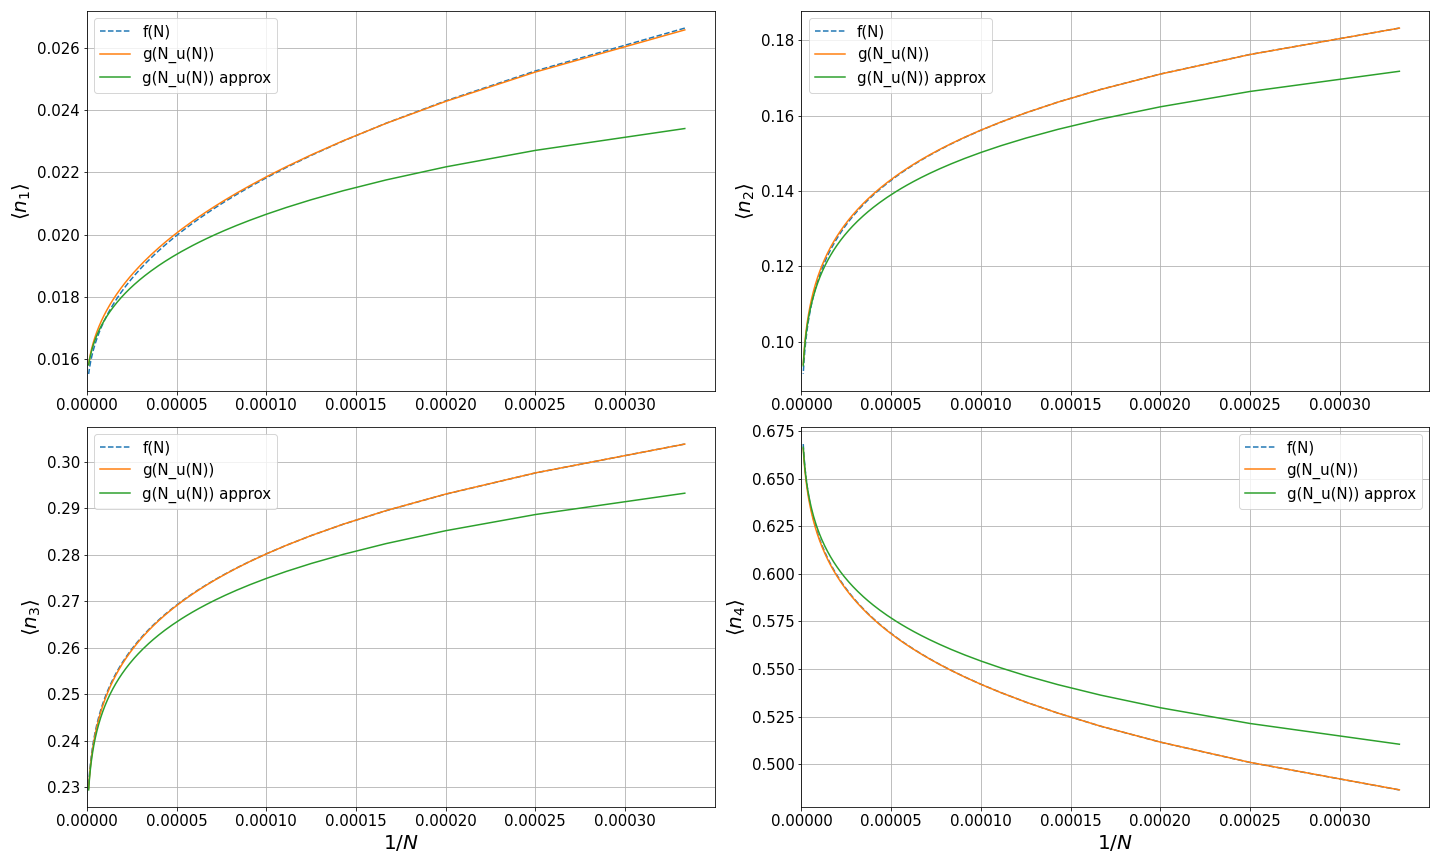 f(N)
g(N_u(N))
g(N_u(N)) approx
⟨n₁⟩
0.026
0.024
0.022
0.020
0.018
0.016
0.00000 0.00005 0.00010 0.00015 0.00020 0.00025 0.00030
f(N)
g(N_u(N))
g(N_u(N)) approx
⟨n₂⟩
0.18
0.16
0.14
0.12
0.10
0.00000 0.00005 0.00010 0.00015 0.00020 0.00025 0.00030
f(N)
g(N_u(N))
g(N_u(N)) approx
⟨n₃⟩
0.30
0.29
0.28
0.27
0.26
0.25
0.24
0.23
0.00000 0.00005 0.00010 0.00015 0.00020 0.00025 0.00030
1/N
f(N)
g(N_u(N))
g(N_u(N)) approx
⟨n₄⟩
0.675
0.650
0.625
0.600
0.575
0.550
0.525
0.500
0.00000 0.00005 0.00010 0.00015 0.00020 0.00025 0.00030
1/N